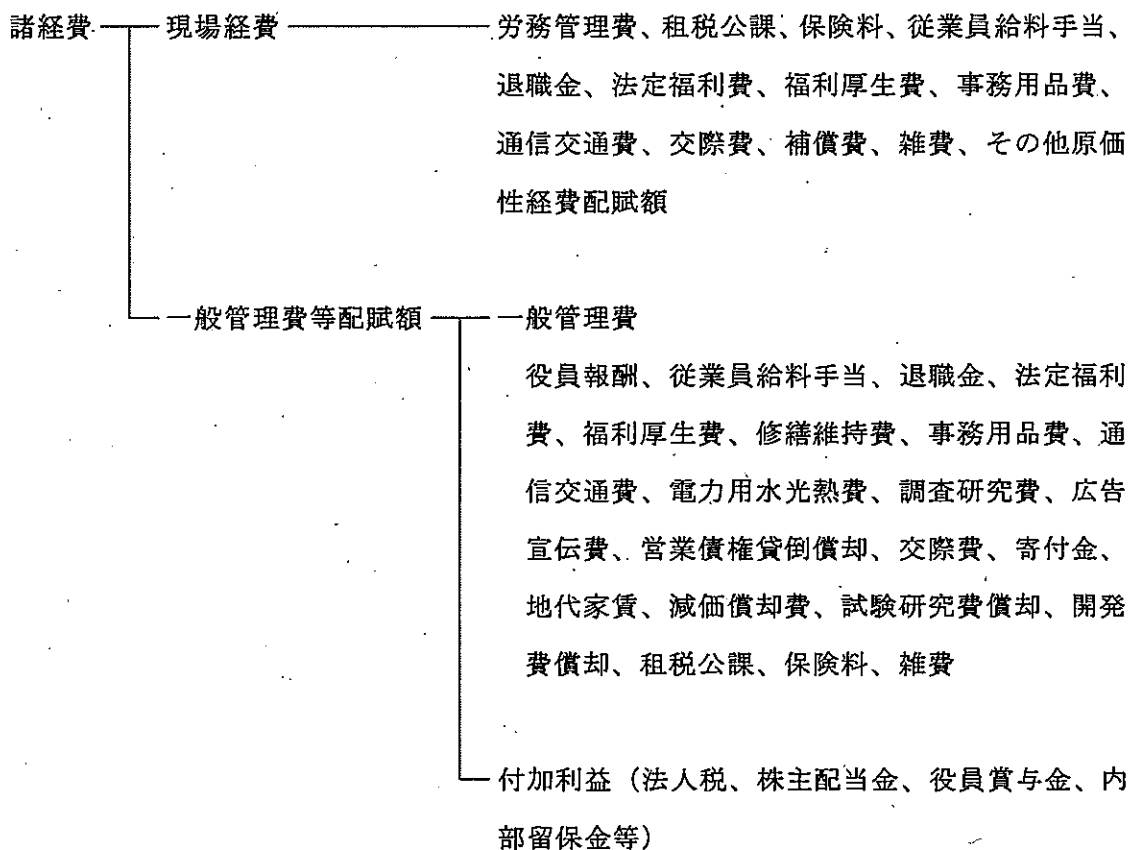 諸経費 現場経費 労務管理費、租税公課、保険料、従業員給料手当、
退職金、法定福利費、福利厚生費、事務用品費、
通信交通費、交際費、補償費、雑費、その他原価
性経費配賦額
一般管理費等配賦額 一般管理費
役員報酬、従業員給料手当、退職金、法定福利
費、福利厚生費、修繕維持費、事務用品費、通
信交通費、電力用水光熱費、調査研究費、広告
宣伝費、営業債権貸倒償却、交際費、寄付金、
地代家賃、減価償却費、試験研究費償却、開発
費償却、租税公課、保険料、雑費
付加利益（法人税、株主配当金、役員賞与金、内
部留保金等）